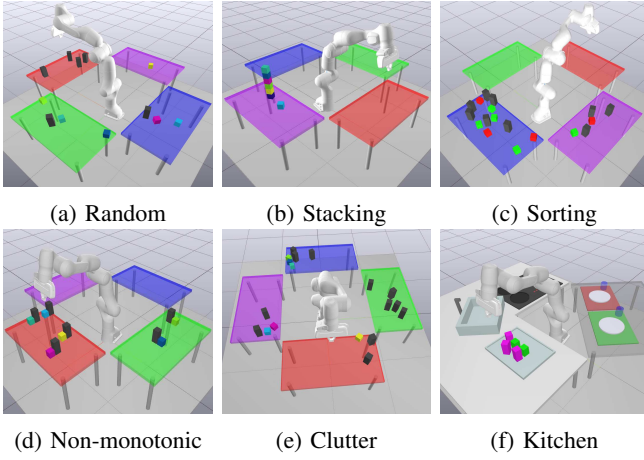 (a) Random
(b) Stacking
(c) Sorting
(d) Non-monotonic
(e) Clutter
(f) Kitchen